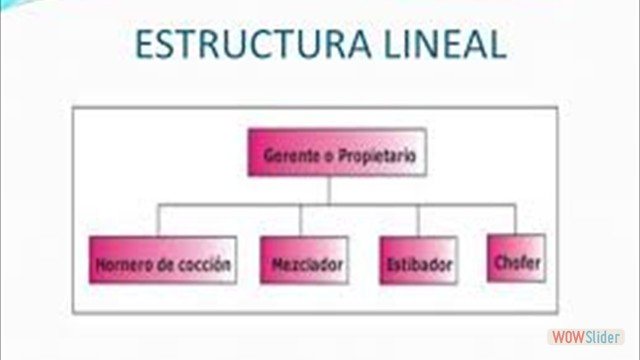 ESTRUCTURA LINEAL
Gerente o Propietario
Hornero de cocción
Mezclador
Estibador
Chofer
WOWSlider